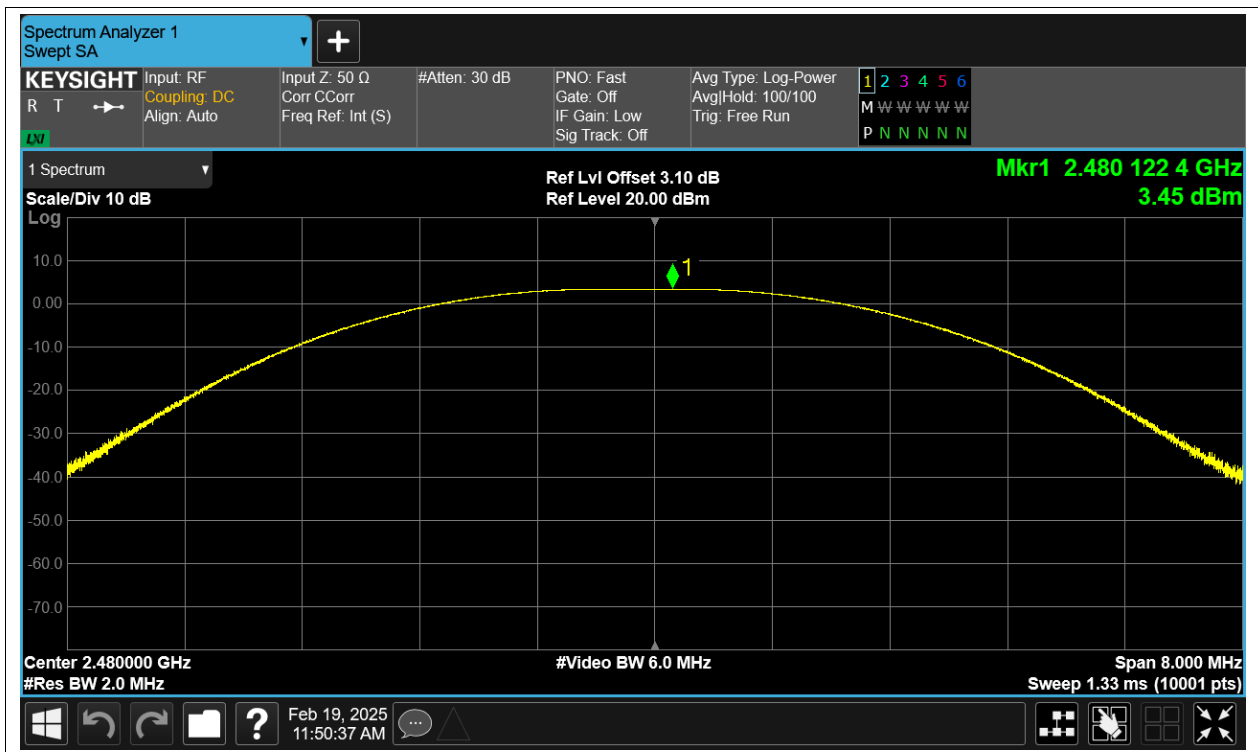 Spectrum Analyzer 1
Swept SA
KEYSIGHT
R T
LXI
Input: RF
Coupling: DC
Align: Auto
Input Z: 50 Ω
Corr CCorr
Freq Ref: Int (S)
#Atten: 30 dB
PNO: Fast
Gate: Off
IF Gain: Low
Sig Track: Off
Avg Type: Log-Power
Avg|Hold: 100/100
Trig: Free Run
1 2 3 4 5 6
M W W W W W
P N N N N N
1 Spectrum
Scale/Div 10 dB
Ref Lvl Offset 3.10 dB
Ref Level 20.00 dBm
Mkr1 2.480 122 4 GHz
3.45 dBm
Log
10.0
0.00
-10.0
-20.0
-30.0
-40.0
-50.0
-60.0
-70.0
1
Center 2.480000 GHz
#Res BW 2.0 MHz
#Video BW 6.0 MHz
Span 8.000 MHz
Sweep 1.33 ms (10001 pts)
?
Feb 19, 2025
11:50:37 AM